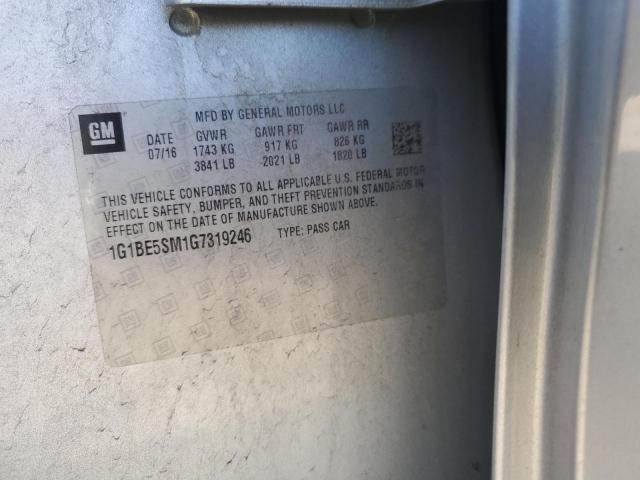 MFD BY GENERAL MOTORS LLC
GM
DATE GVWR GAWR FRT GAWR RR
07/16 1743 KG 917 KG 826 KG
3841 LB 2021 LB 1820 LB
THIS VEHICLE CONFORMS TO ALL APPLICABLE U.S. FEDERAL MOTOR
VEHICLE SAFETY, BUMPER, AND THEFT PREVENTION STANDARDS IN
EFFECT ON THE DATE OF MANUFACTURE SHOWN ABOVE.
1G1BE5SM1G7319246 TYPE: PASS CAR